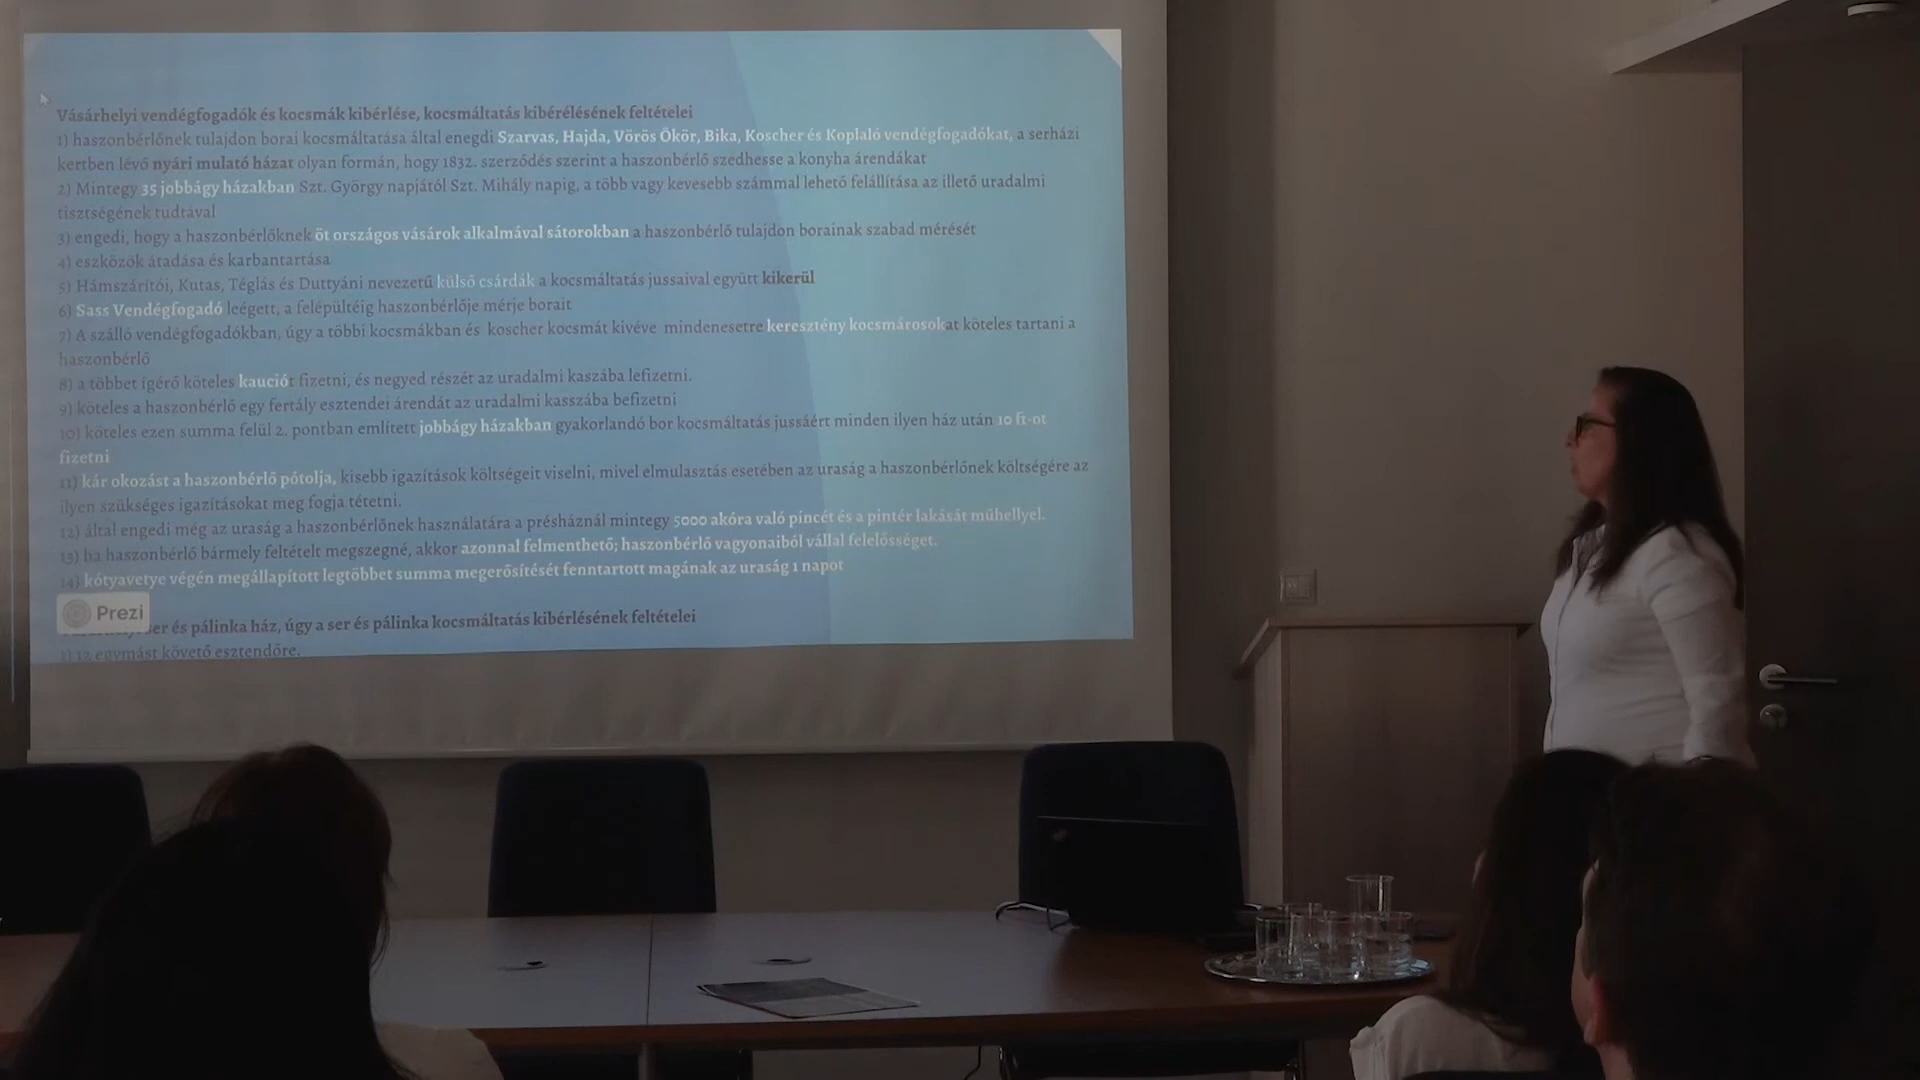 Vásárhelyi vendégfogadók és kocsmák kibérlése, kocsmáltatás kibérélésének feltételei
1) haszonbérlőnek tulajdon borai kocsmáltatása által enegdi Szarvas, Hajda, Vörös Ökör, Bika, Koscher és Koplaló vendégfogadókat, a serházi
kertben lévő nyári mulató házat olyan formán, hogy 1832. szerződés szerint a haszonbérlő szedhesse a konyha árendákat
2) Mintegy 35 jobbágy házakban Szt. György napjától Szt. Mihály napig, a több vagy kevesebb számmal lehető felállítása az illető uradalmi
tisztségének tudtával
3) engedi, hogy a haszonbérlőknek öt országos vásárok alkalmával sátorokban a haszonbérlő tulajdon borainak szabad mérését
4) eszközök átadása és karbantartása
5) Hámszárítói, Kutas, Téglás és Duttyáni nevezetű külső csárdák a kocsmáltatás jussaival együtt kikerül
6) Sass Vendégfogadó leégett, a felépültéig haszonbérlője mérje borait
7) A szálló vendégfogadókban, úgy a többi kocsmákban és koscher kocsmát kivéve mindenesetre keresztény kocsmárosokat köteles tartani a
haszonbérlő
8) a többet ígérő köteles kauciót fizetni, és negyed részét az uradalmi kaszába lefizetni.
9) köteles a haszonbérlő egy fertály esztendei árendát az uradalmi kasszába befizetni
10) köteles ezen summa felül 2. pontban említett jobbágy házakban gyakorlandó bor kocsmáltatás jussáért minden ilyen ház után 10 ft-ot
fizetni
11) kár okozást a haszonbérlő pótolja, kisebb igazítások költségeit viselni, mivel elmulasztás esetében az uraság a haszonbérlőnek költségére az
ilyen szükséges igazításokat meg fogja tétetni.
12) által engedi még az uraság a haszonbérlőnek használatára a présháznál mintegy 5000 akóra való pincét és a pintér lakását műhellyel.
13) ha haszonbérlő bármely feltételt megszegné, akkor azonnal felmenthető; haszonbérlő vagyonaiból vállal felelősséget.
14) kótyavetye végén megállapított legtöbbet summa megerősítését fenntartott magának az uraság 1 napot
Prezi
ser és pálinka ház, úgy a ser és pálinka kocsmáltatás kibérlésének feltételei
1) 12 egymást követő esztendőre.